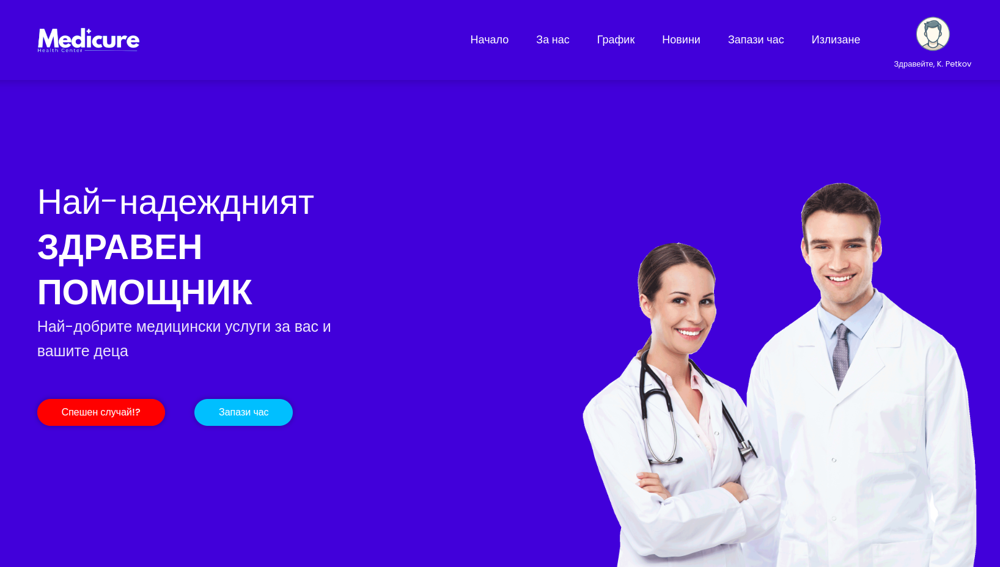 Medicure
Health Center
Начало
За нас
График
Новини
Запази час
Излизане
Здравейте, K. Petkov
Най-надеждният
ЗДРАВЕН
ПОМОЩНИК
Най-добрите медицински услуги за вас и
вашите деца
Спешен случай!?
Запази час